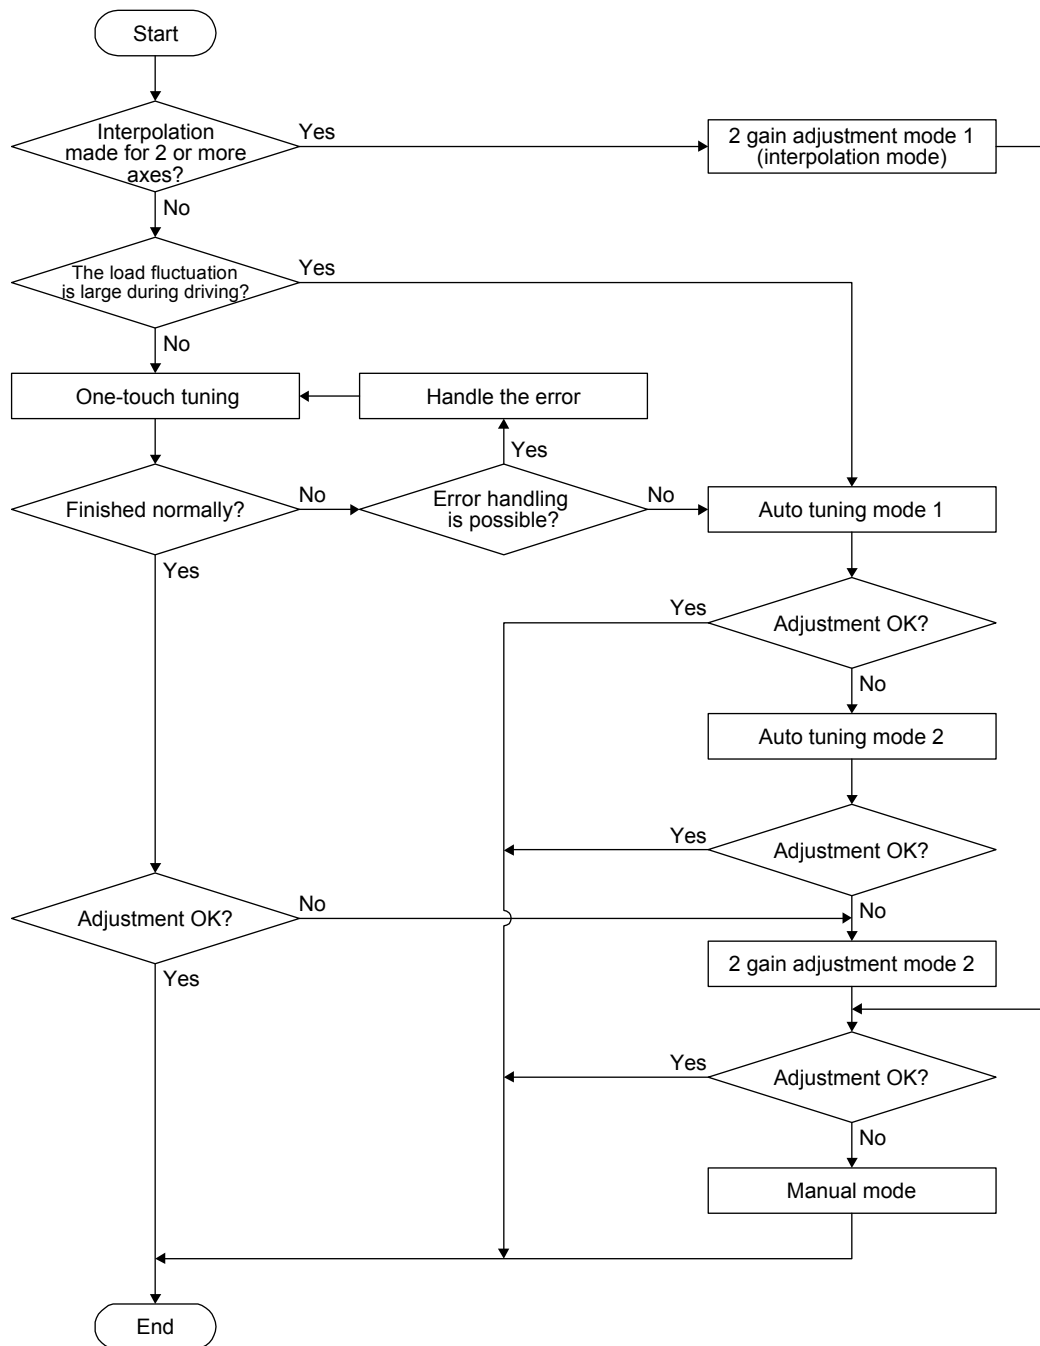 Start
Interpolation
made for 2 or more
axes?
Yes
2 gain adjustment mode 1
(interpolation mode)
No
The load fluctuation
is large during driving?
Yes
No
One-touch tuning
Handle the error
Yes
Finished normally?
No
Error handling
is possible?
No
Auto tuning mode 1
Yes
Yes
Adjustment OK?
No
Auto tuning mode 2
Yes
Adjustment OK?
No
Adjustment OK?
No
Yes
2 gain adjustment mode 2
Yes
Adjustment OK?
No
Manual mode
End